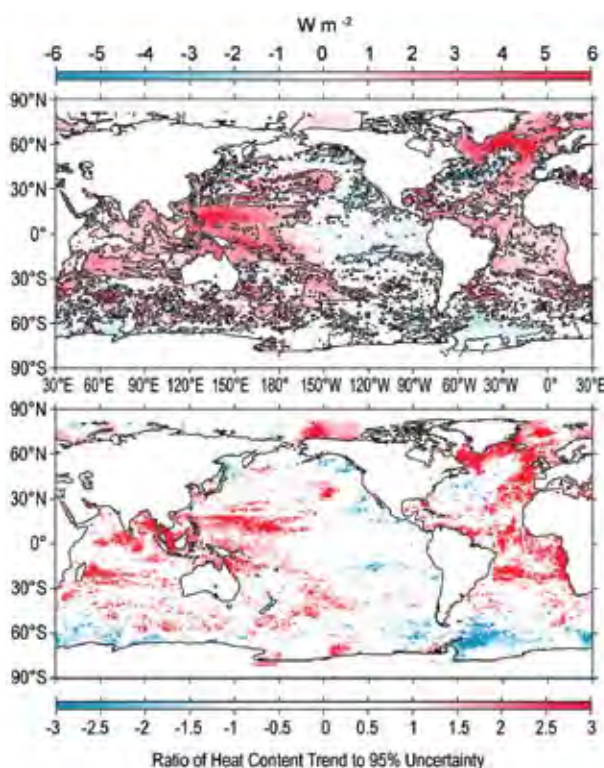 W m -2
-6 -5 -4 -3 -2 -1 0 1 2 3 4 5 6
90°N
60°N
30°N
0°
30°S
60°S
90°S
30°E 60°E 90°E 120°E 150°E 180° 150°W 120°W 90°W 60°W 30°W 0° 30°E
90°N
60°N
30°N
0°
30°S
60°S
90°S
-3 -2.5 -2 -1.5 -1 -0.5 0 0.5 1 1.5 2 2.5 3
Ratio of Heat Content Trend to 95% Uncertainty